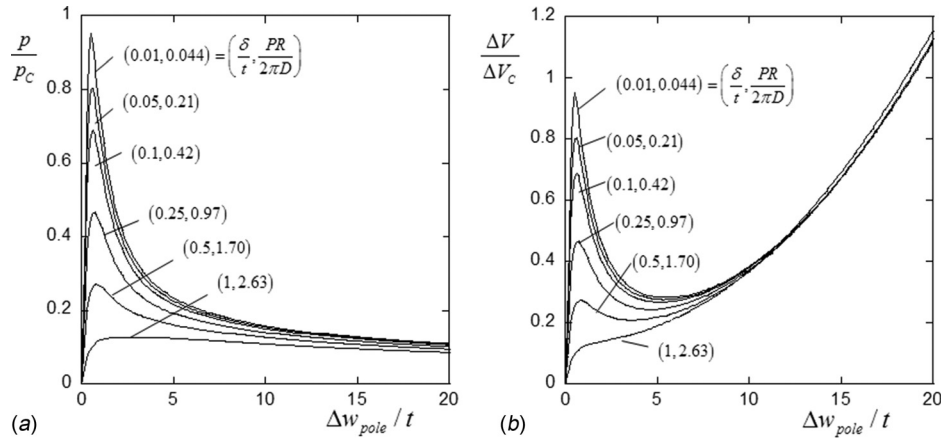 p
p_C
1
0.8
0.6
0.4
0.2
0
(0.01, 0.044) = (δ/t, PR/2πD)
(0.05, 0.21)
(0.1, 0.42)
(0.25, 0.97)
(0.5, 1.70)
(1, 2.63)
0 5 10 15 20
(a) Δw_pole / t
ΔV
ΔV_C
1.2
1
0.8
0.6
0.4
0.2
0
(0.01, 0.044) = (δ/t, PR/2πD)
(0.05, 0.21)
(0.1, 0.42)
(0.25, 0.97)
(0.5, 1.70)
(1, 2.63)
0 5 10 15 20
(b) Δw_pole / t